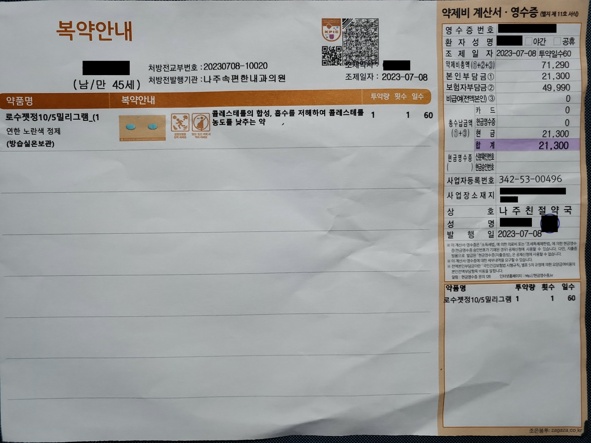 복약안내
처방전교부번호 : 20230708-10020
(남/만 45세)
처방전발행기관 : 나주속편한내과의원
조제일자 : 2023-07-08
약품명 복약안내 투약량 횟수 일수
로수젯정10/5밀리그램_(1
연한 노란색 정제
(방습실온보관)
콜레스테롤의 합성, 흡수를 저해하여 콜레스테롤
농도를 낮추는 약
1 1 60
약제비 계산서 · 영수증 (별지 제 11호 서식)
영수증번호
환자성명 야간 공휴
조제일자 2023-07-08 투약일수60
약제비총액(①+②+③) 71,290
본인부담금① 21,300
보험자부담금② 49,990
비급여(전액본인)③ 0
카드 0
총수납금액 현금영수증 0
(①+③) 현금 21,300
합계 21,300
현금영수증
사업자등록번호 342-53-00496
사업장소재지
상호 나주친절약국
성명
발행일 2023-07-08
약품명 투약량 횟수 일수
로수젯정10/5밀리그램 1 1 60